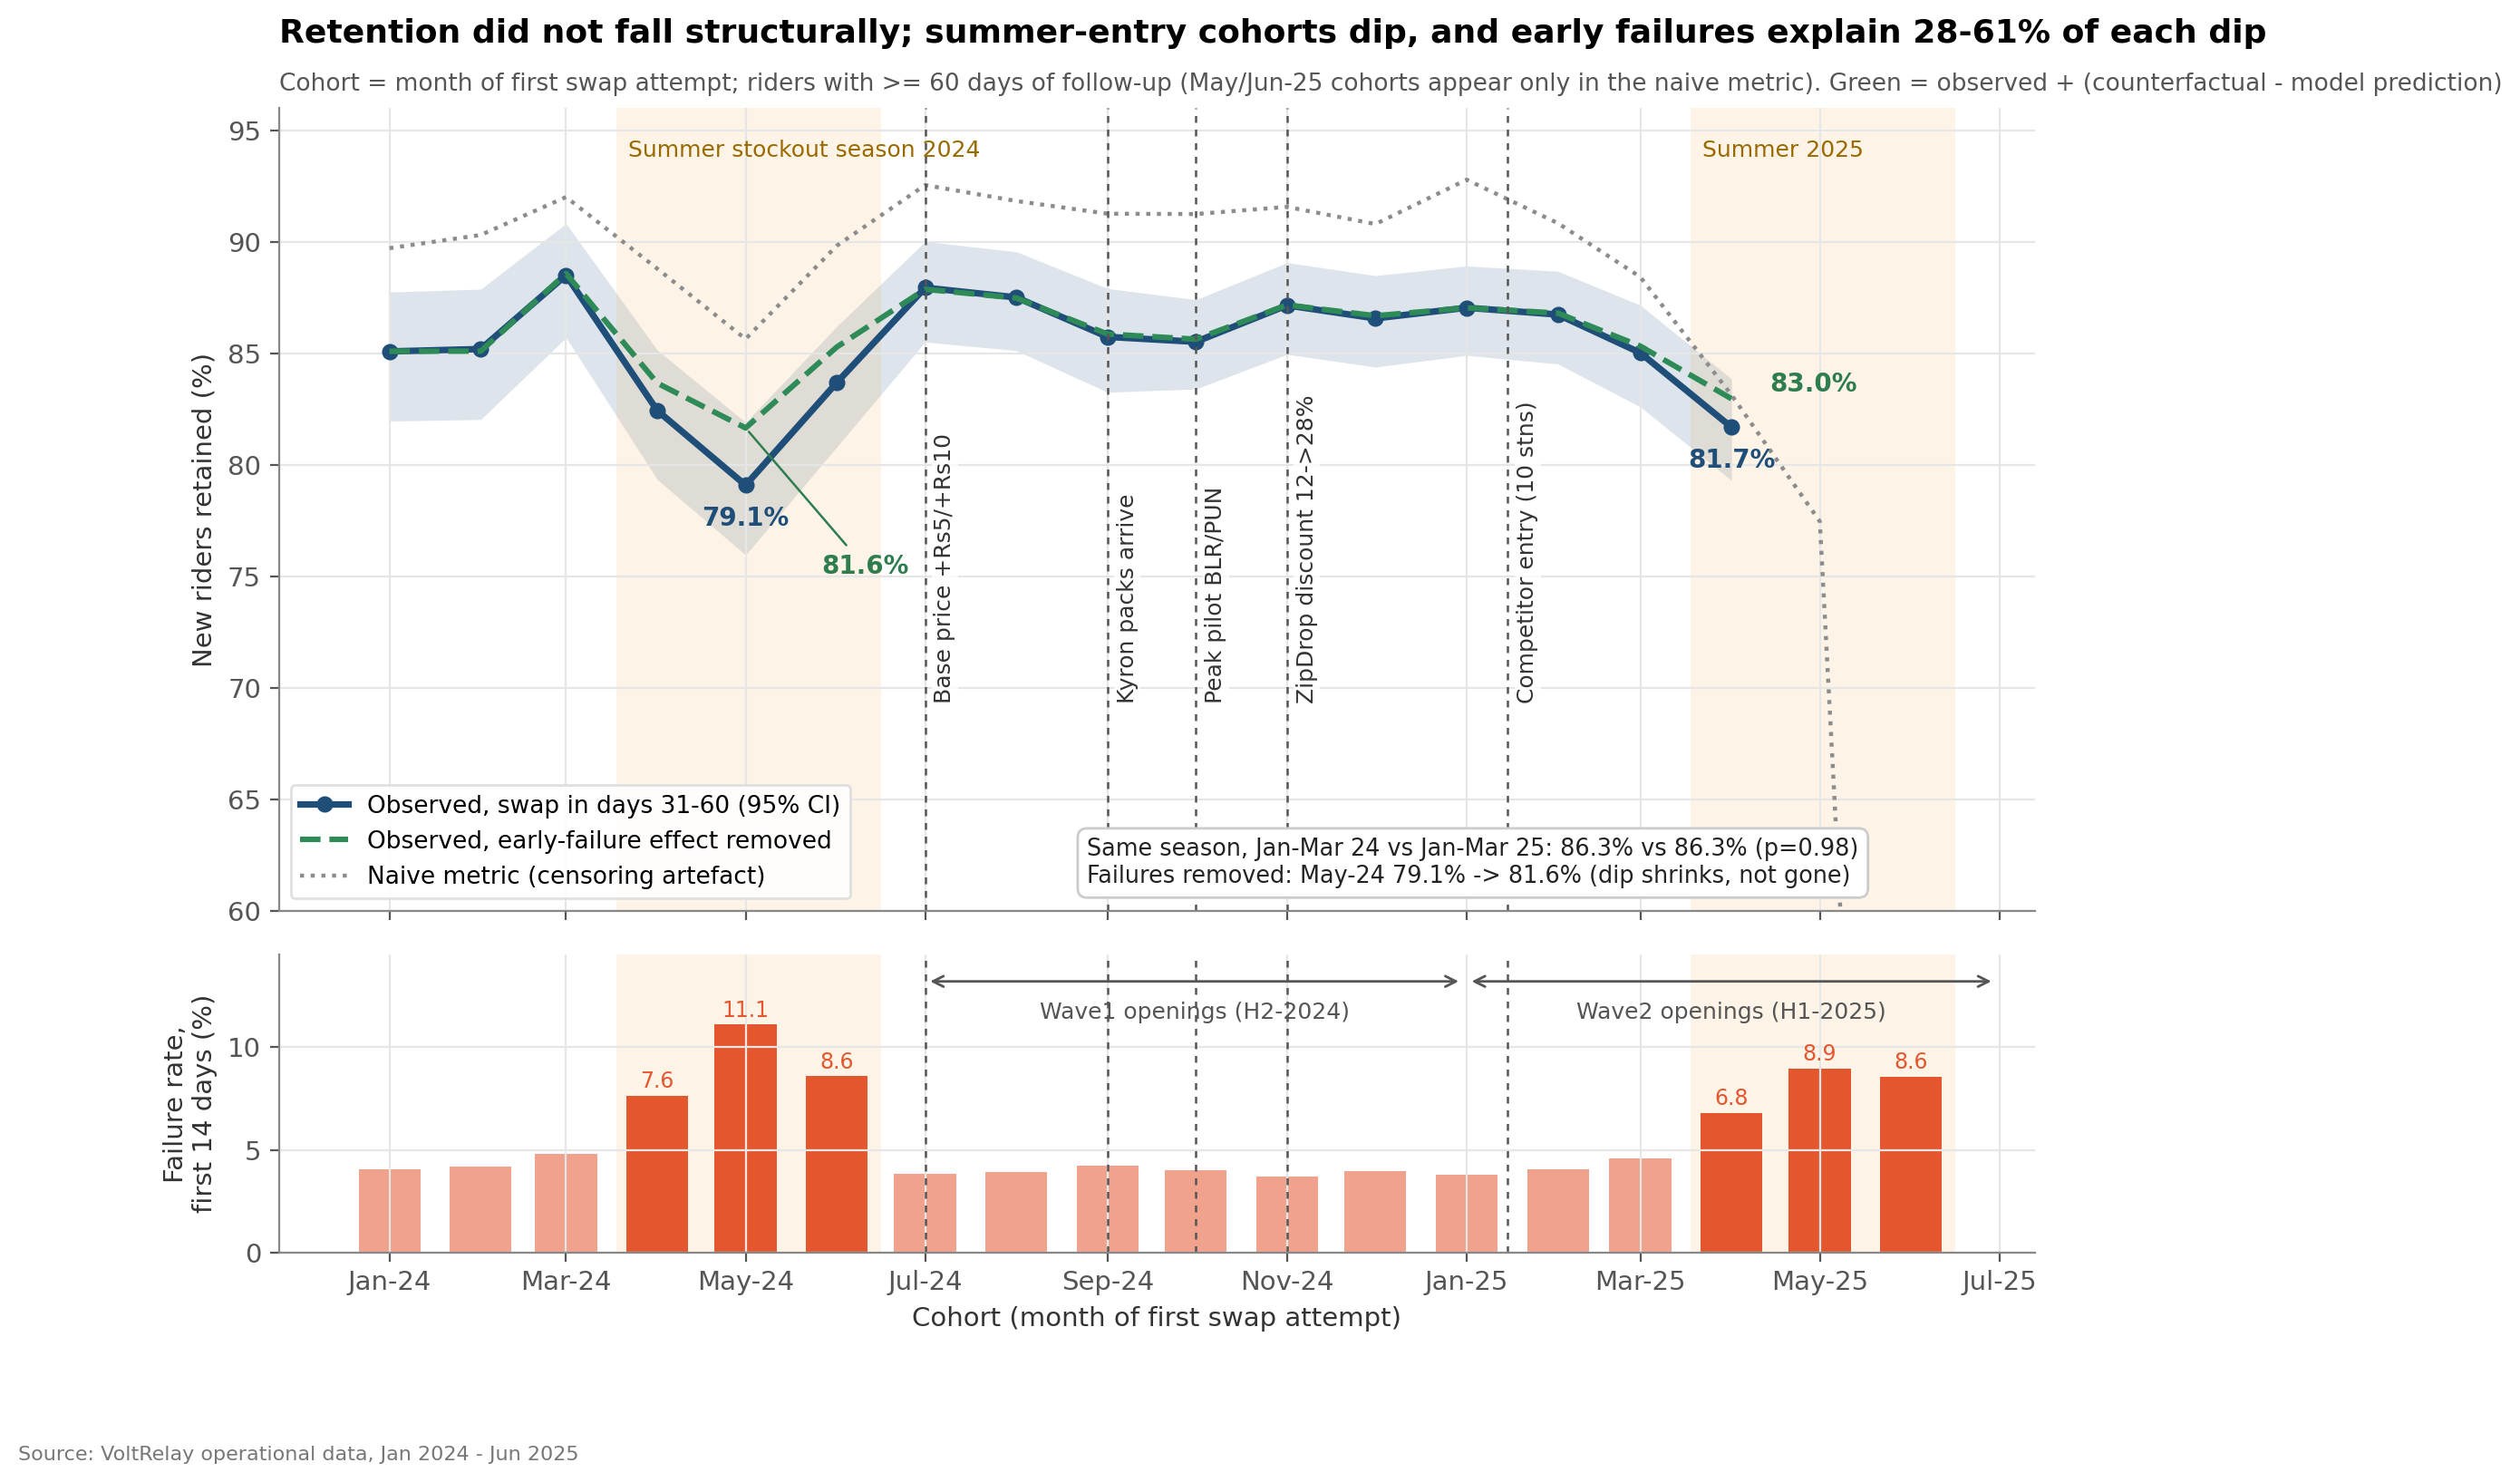 Retention did not fall structurally; summer-entry cohorts dip, and early failures explain 28-61% of each dip
Cohort = month of first swap attempt; riders with >= 60 days of follow-up (May/Jun-25 cohorts appear only in the naive metric). Green = observed + (counterfactual - model prediction)
New riders retained (%)
95
90
85
80
75
70
65
60
Summer stockout season 2024
Summer 2025
79.1%
81.6%
83.0%
81.7%
Base price +Rs5/+Rs10
Kyron packs arrive
Peak pilot BLR/PUN
ZipDrop discount 12->28%
Competitor entry (10 stns)
Observed, swap in days 31-60 (95% CI)
Observed, early-failure effect removed
Naive metric (censoring artefact)
Same season, Jan-Mar 24 vs Jan-Mar 25: 86.3% vs 86.3% (p=0.98)
Failures removed: May-24 79.1% -> 81.6% (dip shrinks, not gone)
Failure rate,
first 14 days (%)
10
5
0
Wave1 openings (H2-2024)
Wave2 openings (H1-2025)
7.6
11.1
8.6
6.8
8.9
8.6
Jan-24
Mar-24
May-24
Jul-24
Sep-24
Nov-24
Jan-25
Mar-25
May-25
Jul-25
Cohort (month of first swap attempt)
Source: VoltRelay operational data, Jan 2024 - Jun 2025